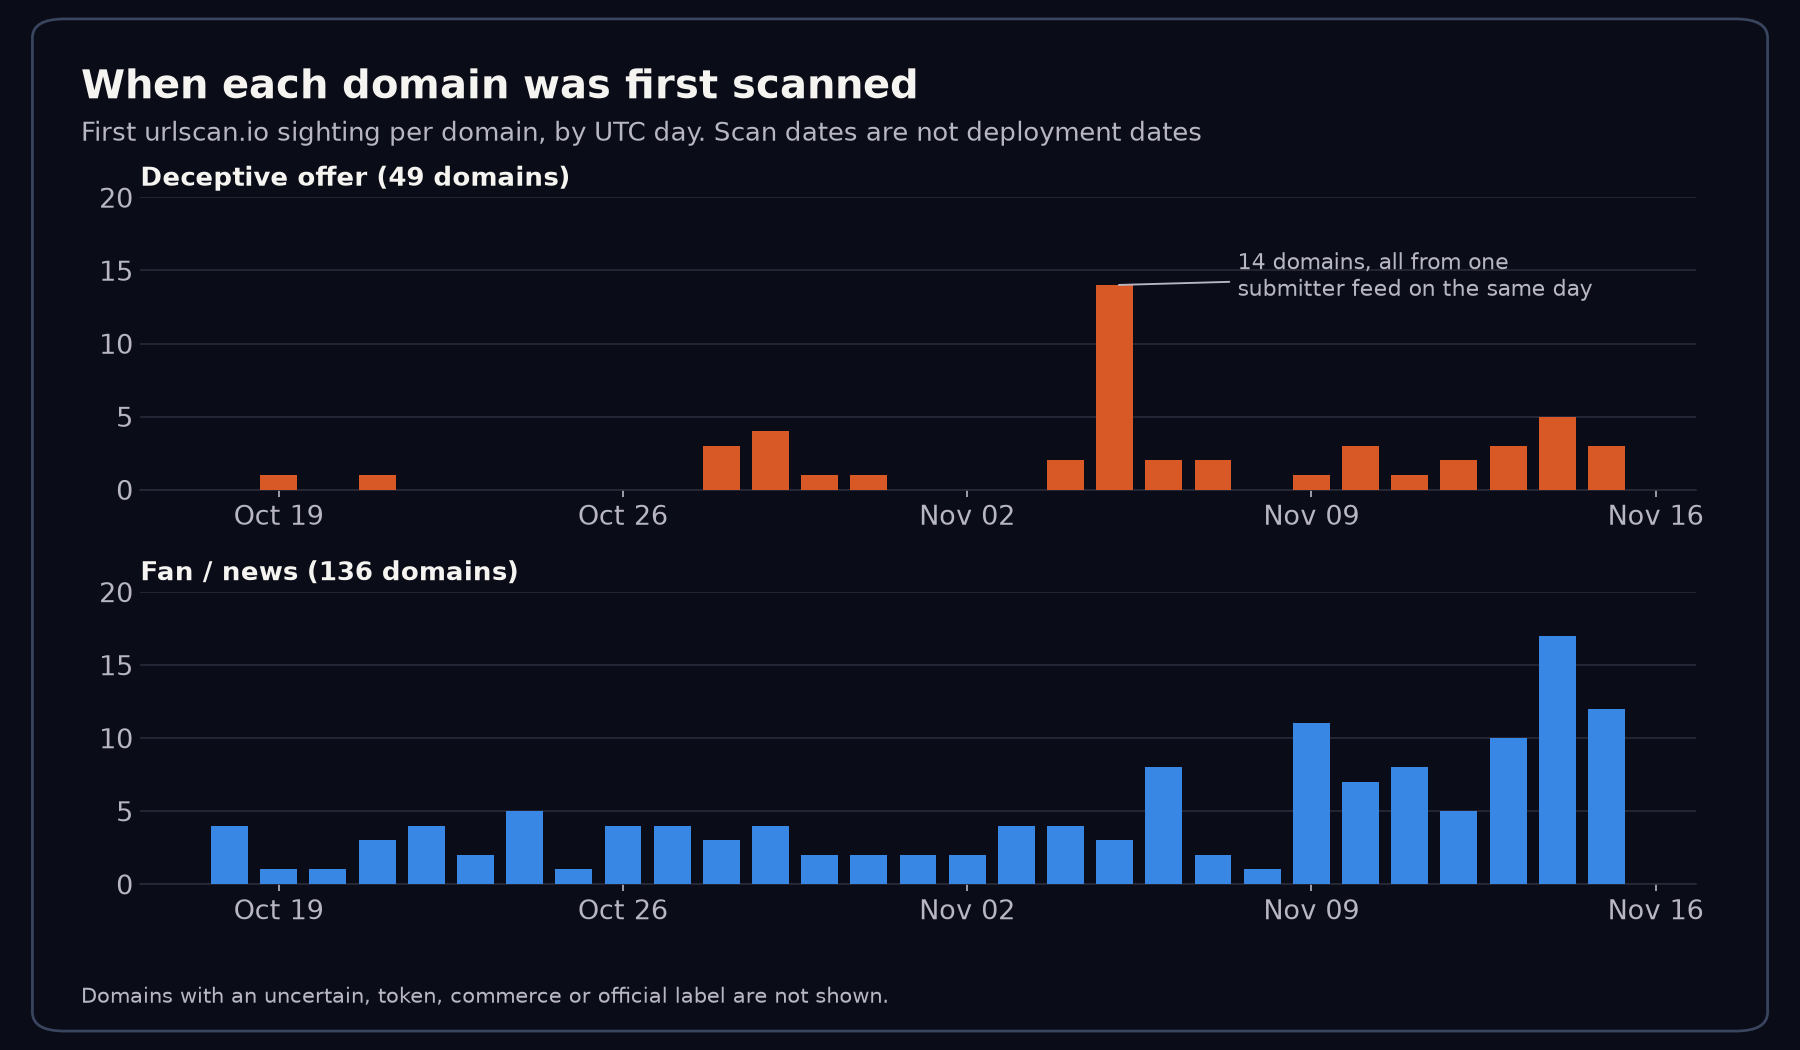 When each domain was first scanned
First urlscan.io sighting per domain, by UTC day. Scan dates are not deployment dates
Deceptive offer (49 domains)
20
15
10
5
0
14 domains, all from one
submitter feed on the same day
Oct 19 Oct 26 Nov 02 Nov 09 Nov 16
Fan / news (136 domains)
20
15
10
5
0
Oct 19 Oct 26 Nov 02 Nov 09 Nov 16
Domains with an uncertain, token, commerce or official label are not shown.